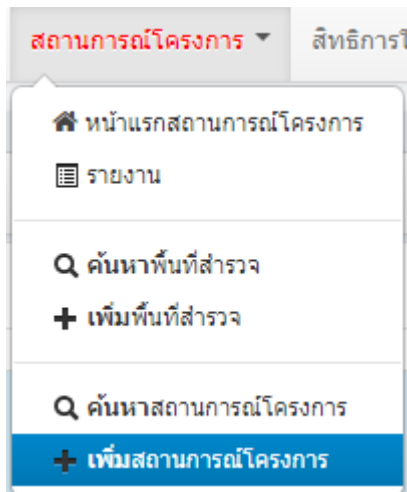 สถานการณ์โครงการ สิทธิการ
หน้าแรกสถานการณ์โครงการ
รายงาน
ค้นหาพื้นที่สำรวจ
เพิ่มพื้นที่สำรวจ
ค้นหาสถานการณ์โครงการ
เพิ่มสถานการณ์โครงการ